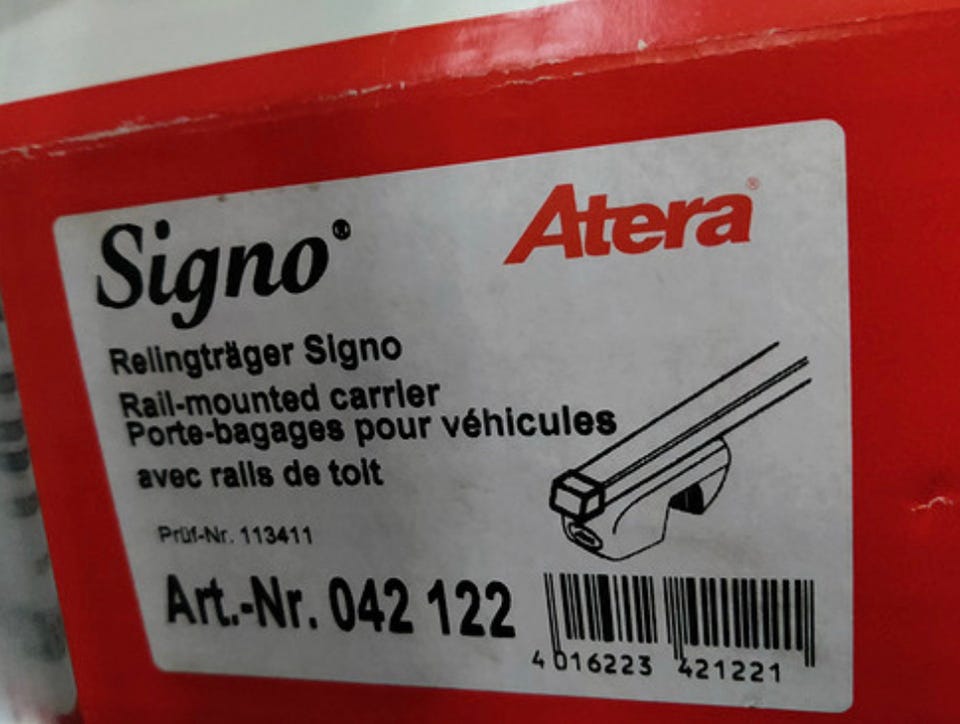 Signo®
Atera®
Relingträger Signo
Rail-mounted carrier
Porte-bagages pour véhicules
avec rails de toit
Prüf-Nr. 113411
Art.-Nr. 042 122
4 016223 421221